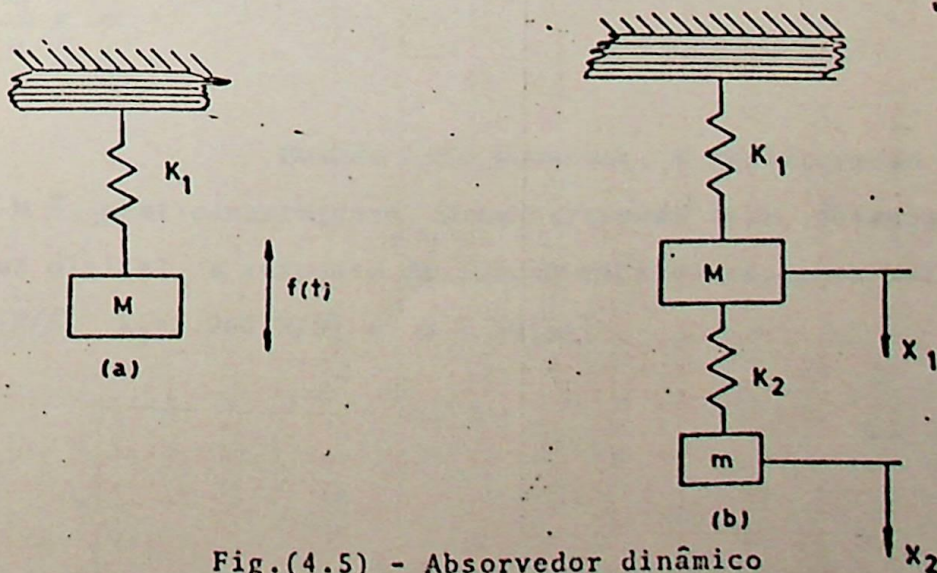 K1
M
f(t)
(a)
K1
M
X1
K2
m
X2
(b)
Fig.(4.5) - Absorvedor dinâmico